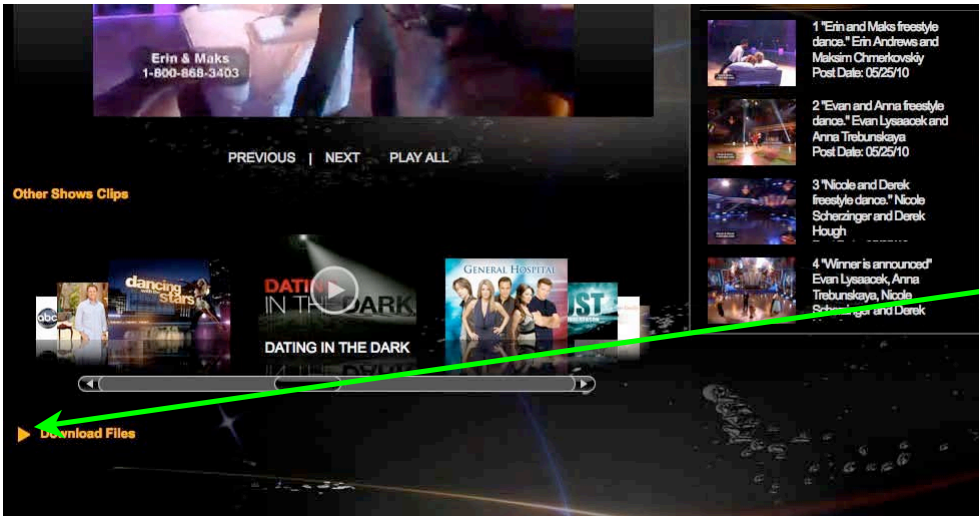 Erin & Maks
1-800-868-3403
PREVIOUS | NEXT PLAY ALL
Other Shows Clips
abc
dancing
with the
stars
DATING
IN THE DARK
GENERAL HOSPITAL
DATING IN THE DARK
Download Files
1 "Erin and Maks freestyle
dance." Erin Andrews and
Maksim Chmerkovskiy
Post Date: 05/25/10
2 "Evan and Anna freestyle
dance." Evan Lysaacek and
Anna Trebunskaya
Post Date: 05/25/10
3 "Nicole and Derek
freestyle dance." Nicole
Scherzinger and Derek
Hough
4 "Winner is announced"
Evan Lysaacek, Anna
Trebunskaya, Nicole
Scherzinger and Derek